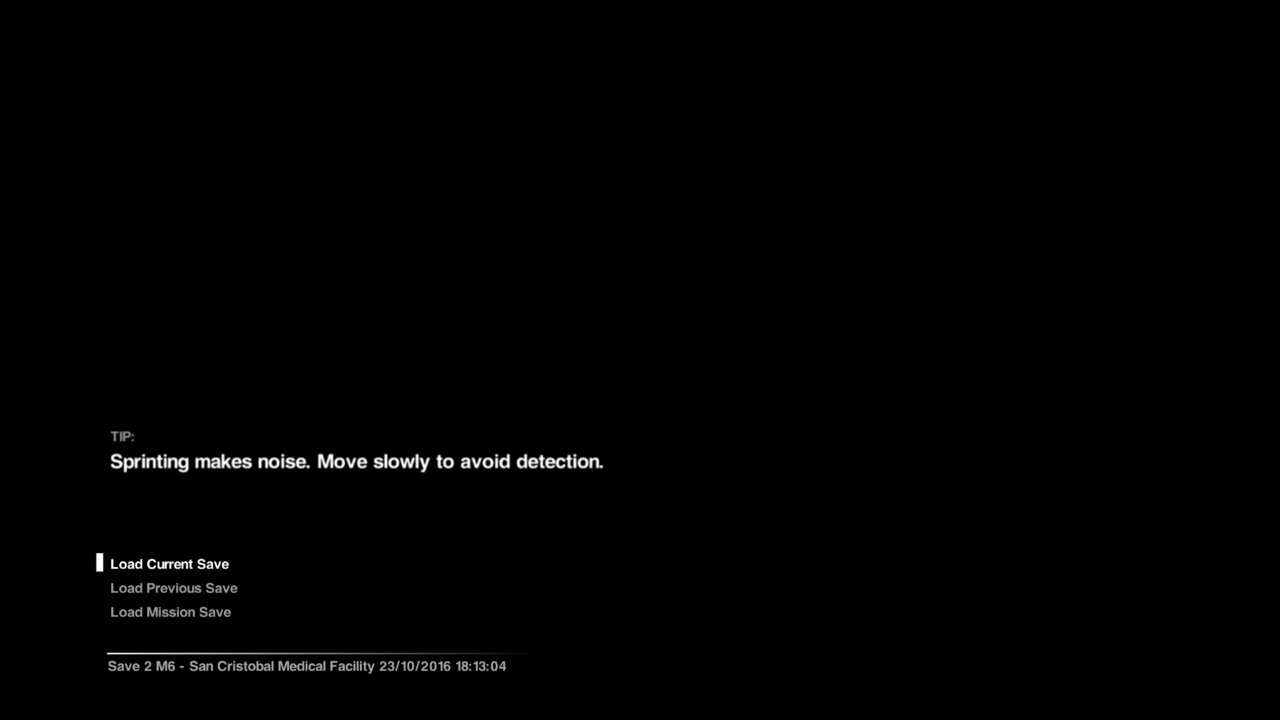 TIP:
Sprinting makes noise. Move slowly to avoid detection.
Load Current Save
Load Previous Save
Load Mission Save
Save 2 M6 - San Cristobal Medical Facility 23/10/2016 18:13:04